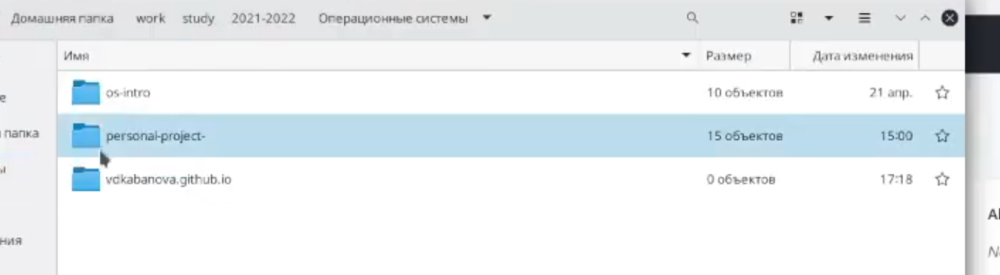 Домашняя папка work study 2021-2022 Операционные системы
Имя Размер Дата изменения
os-intro 10 объектов 21 апр.
е
папка personal-project- 15 объектов 15:00
ы vdkabanova.github.io 0 объектов 17:18
ния